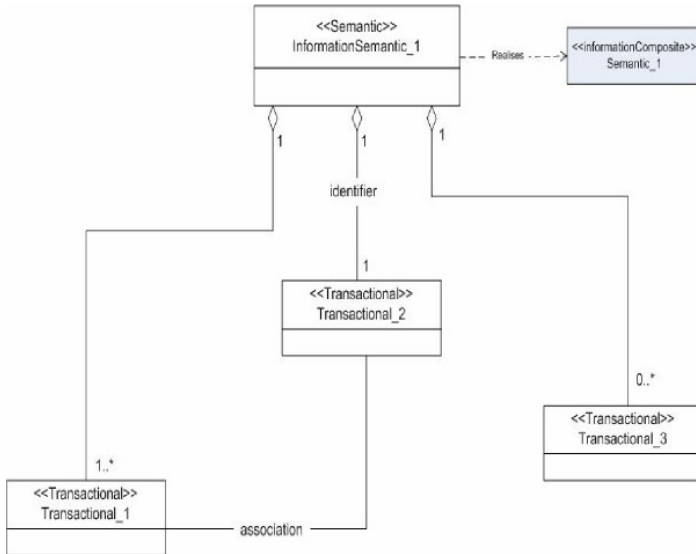 <<Semantic>>
InformationSemantic_1
Realises
<<informationComposite>>
Semantic_1
1
1
1
identifier
1
<<Transactional>>
Transactional_2
0..*
<<Transactional>>
Transactional_3
1..*
<<Transactional>>
Transactional_1
association